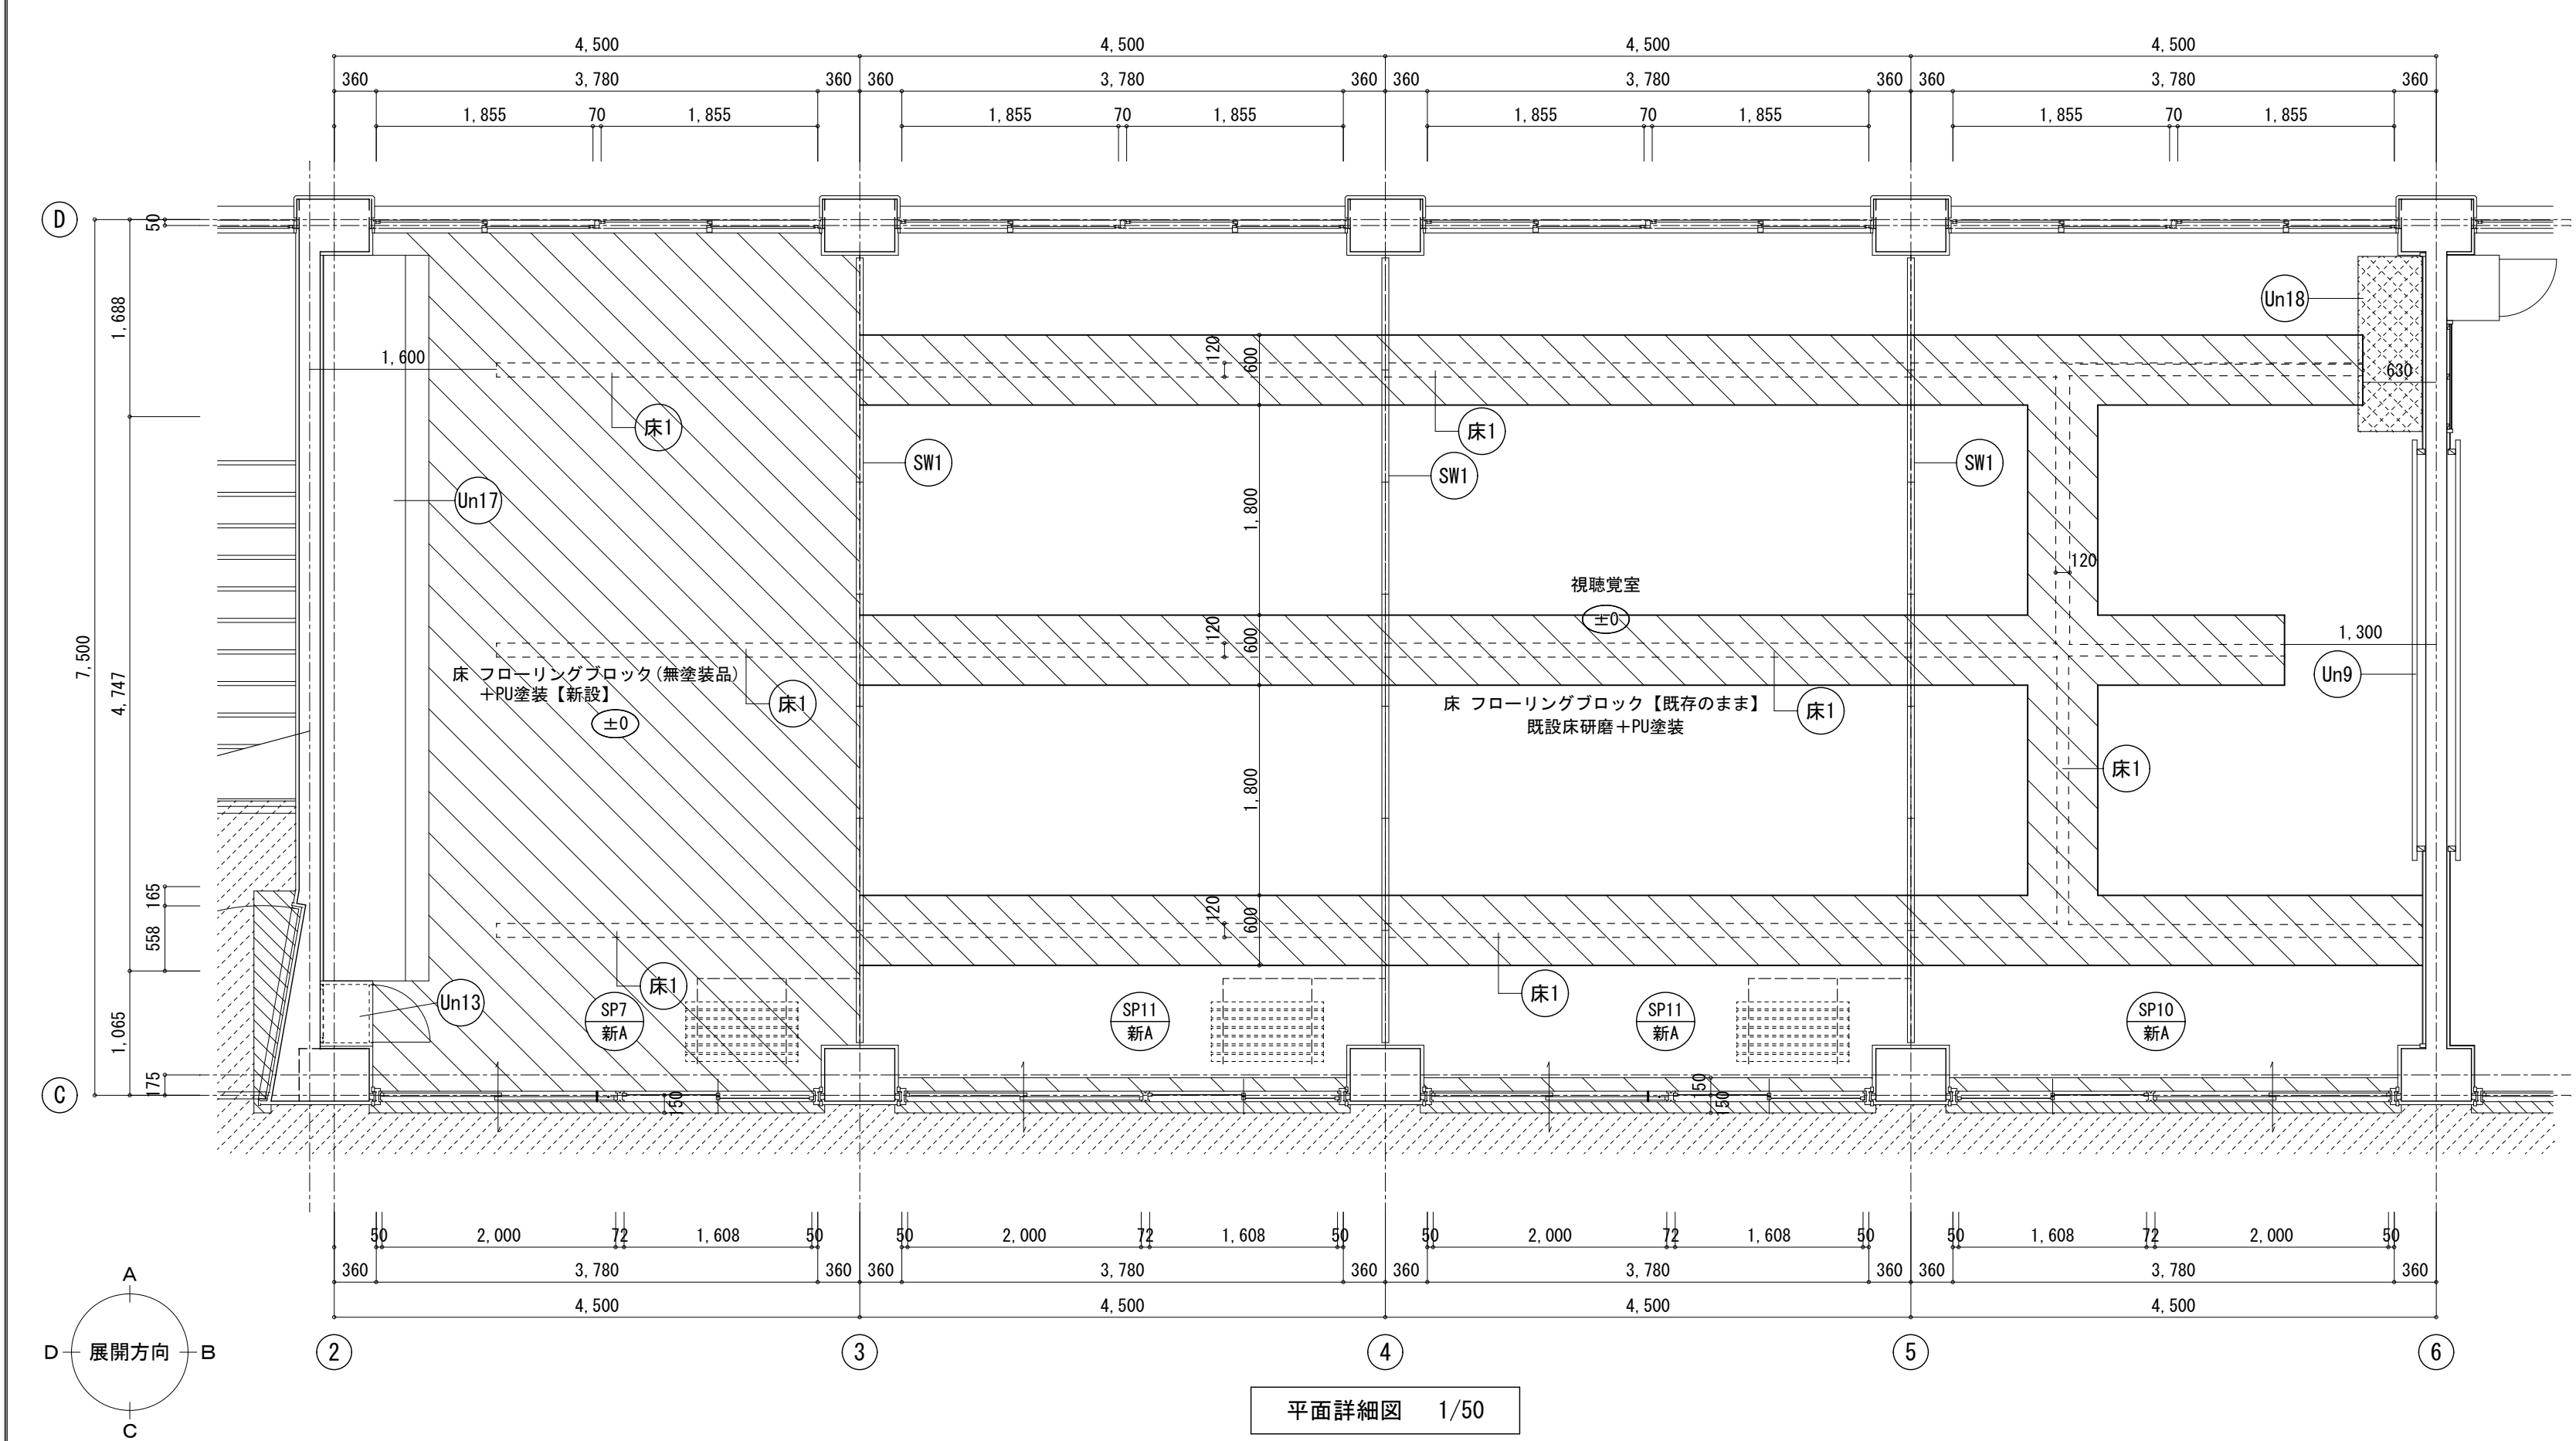 4,500 4,500 4,500 4,500
360 3,780 360 360 3,780 360 360 3,780 360 360 3,780 360
1,855 70 1,855 1,855 70 1,855 1,855 70 1,855 1,855 70 1,855
D
50
1,688
Un18
1,600
120
600
630
床1
床1
SW1
SW1
SW1
Un17
1,800
120
視聴覚室
±0
7,500
4,747
120
600
1,300
床 フローリングブロック(無塗装品)
+PU塗装【新設】
±0
床1
床 フローリングブロック【既存のまま】
既設床研磨+PU塗装
床1
Un9
床1
1,800
165
558
120
600
床1
床1
Un13
SP7
新A
SP11
新A
SP11
新A
SP10
新A
1,065
175
C
150
150
50
50 2,000 72 1,608 50 50 2,000 72 1,608 50 50 2,000 72 1,608 50 50 1,608 72 2,000 50
360 3,780 360 360 3,780 360 360 3,780 360 360 3,780 360
4,500 4,500 4,500 4,500
A
D 展開方向 B
C
2 3 4 5 6
平面詳細図 1/50